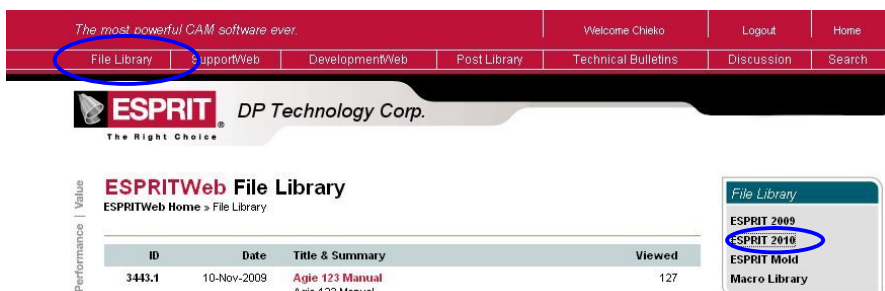 The most powerful CAM software ever. Welcome Chieko Logout Home
File Library SupportWeb DevelopmentWeb Post Library Technical Bulletins Discussion Search
ESPRIT® DP Technology Corp.
The Right Choice
Performance | Value
ESPRITWeb File Library
ESPRITWeb Home » File Library
ID Date Title & Summary Viewed
3443.1 10-Nov-2009 Agie 123 Manual 127
Agie 123 Manual
File Library
ESPRIT 2009
ESPRIT 2010
ESPRIT Mold
Macro Library